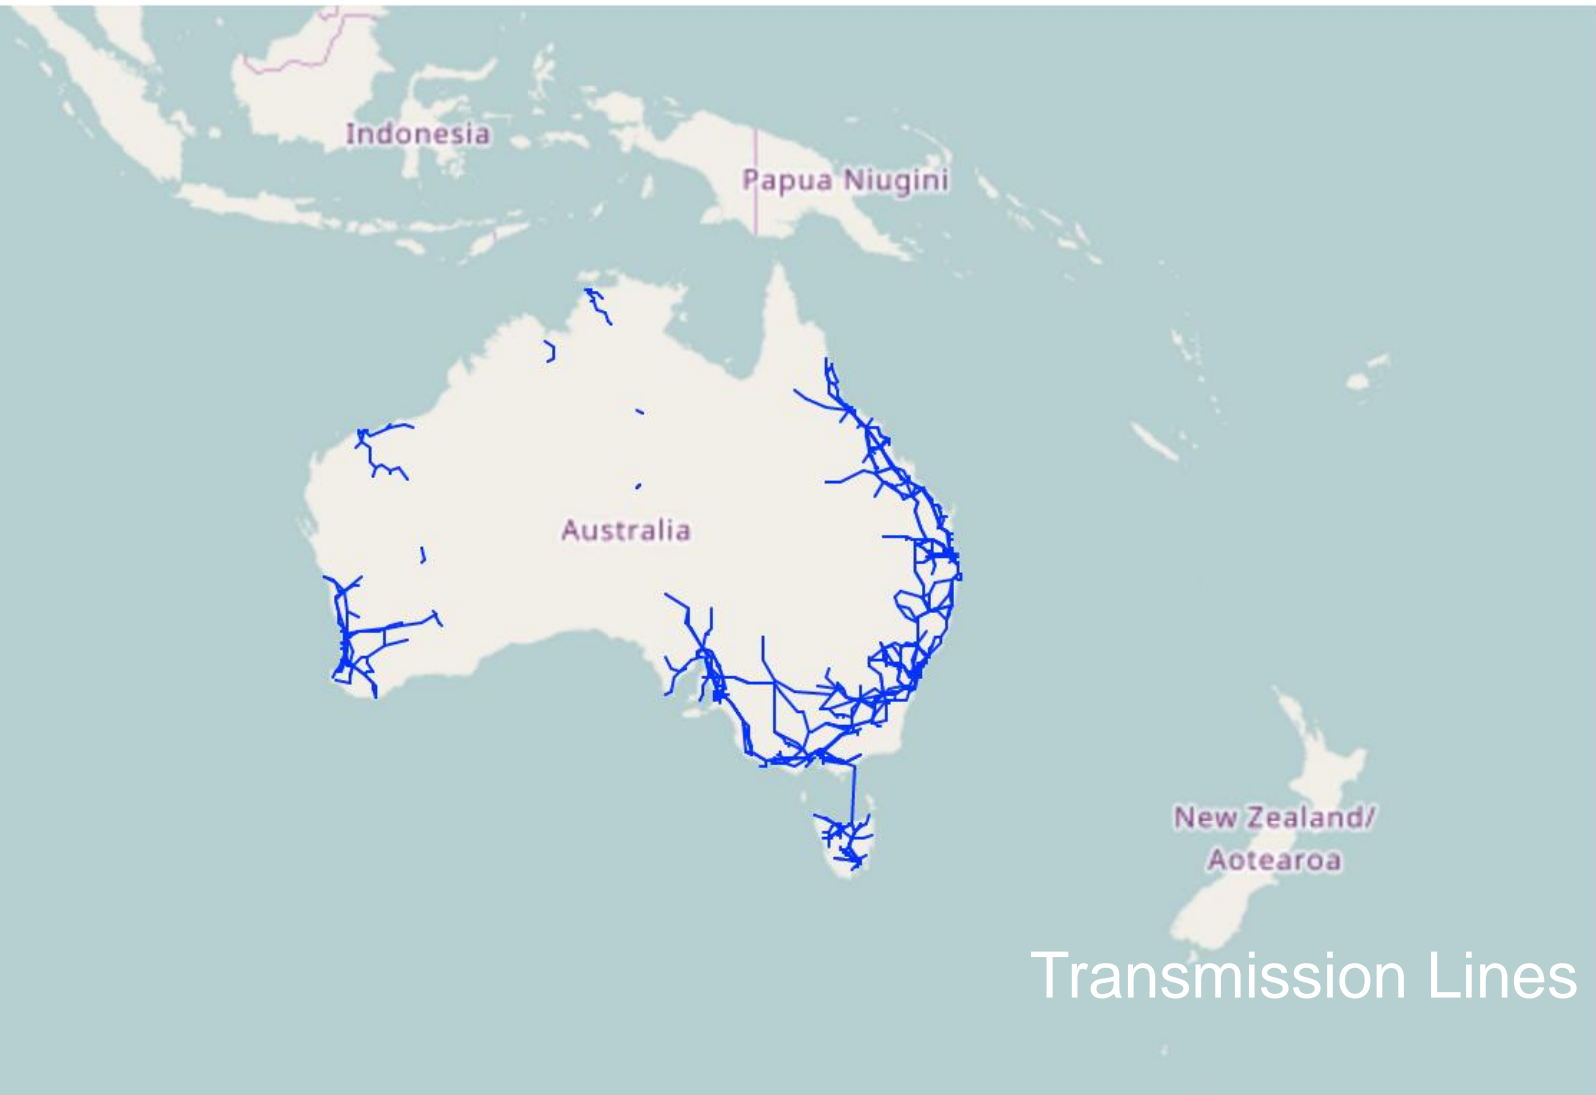 Indonesia
Papua Niugini
Australia
New Zealand/
Aotearoa
Transmission Lines